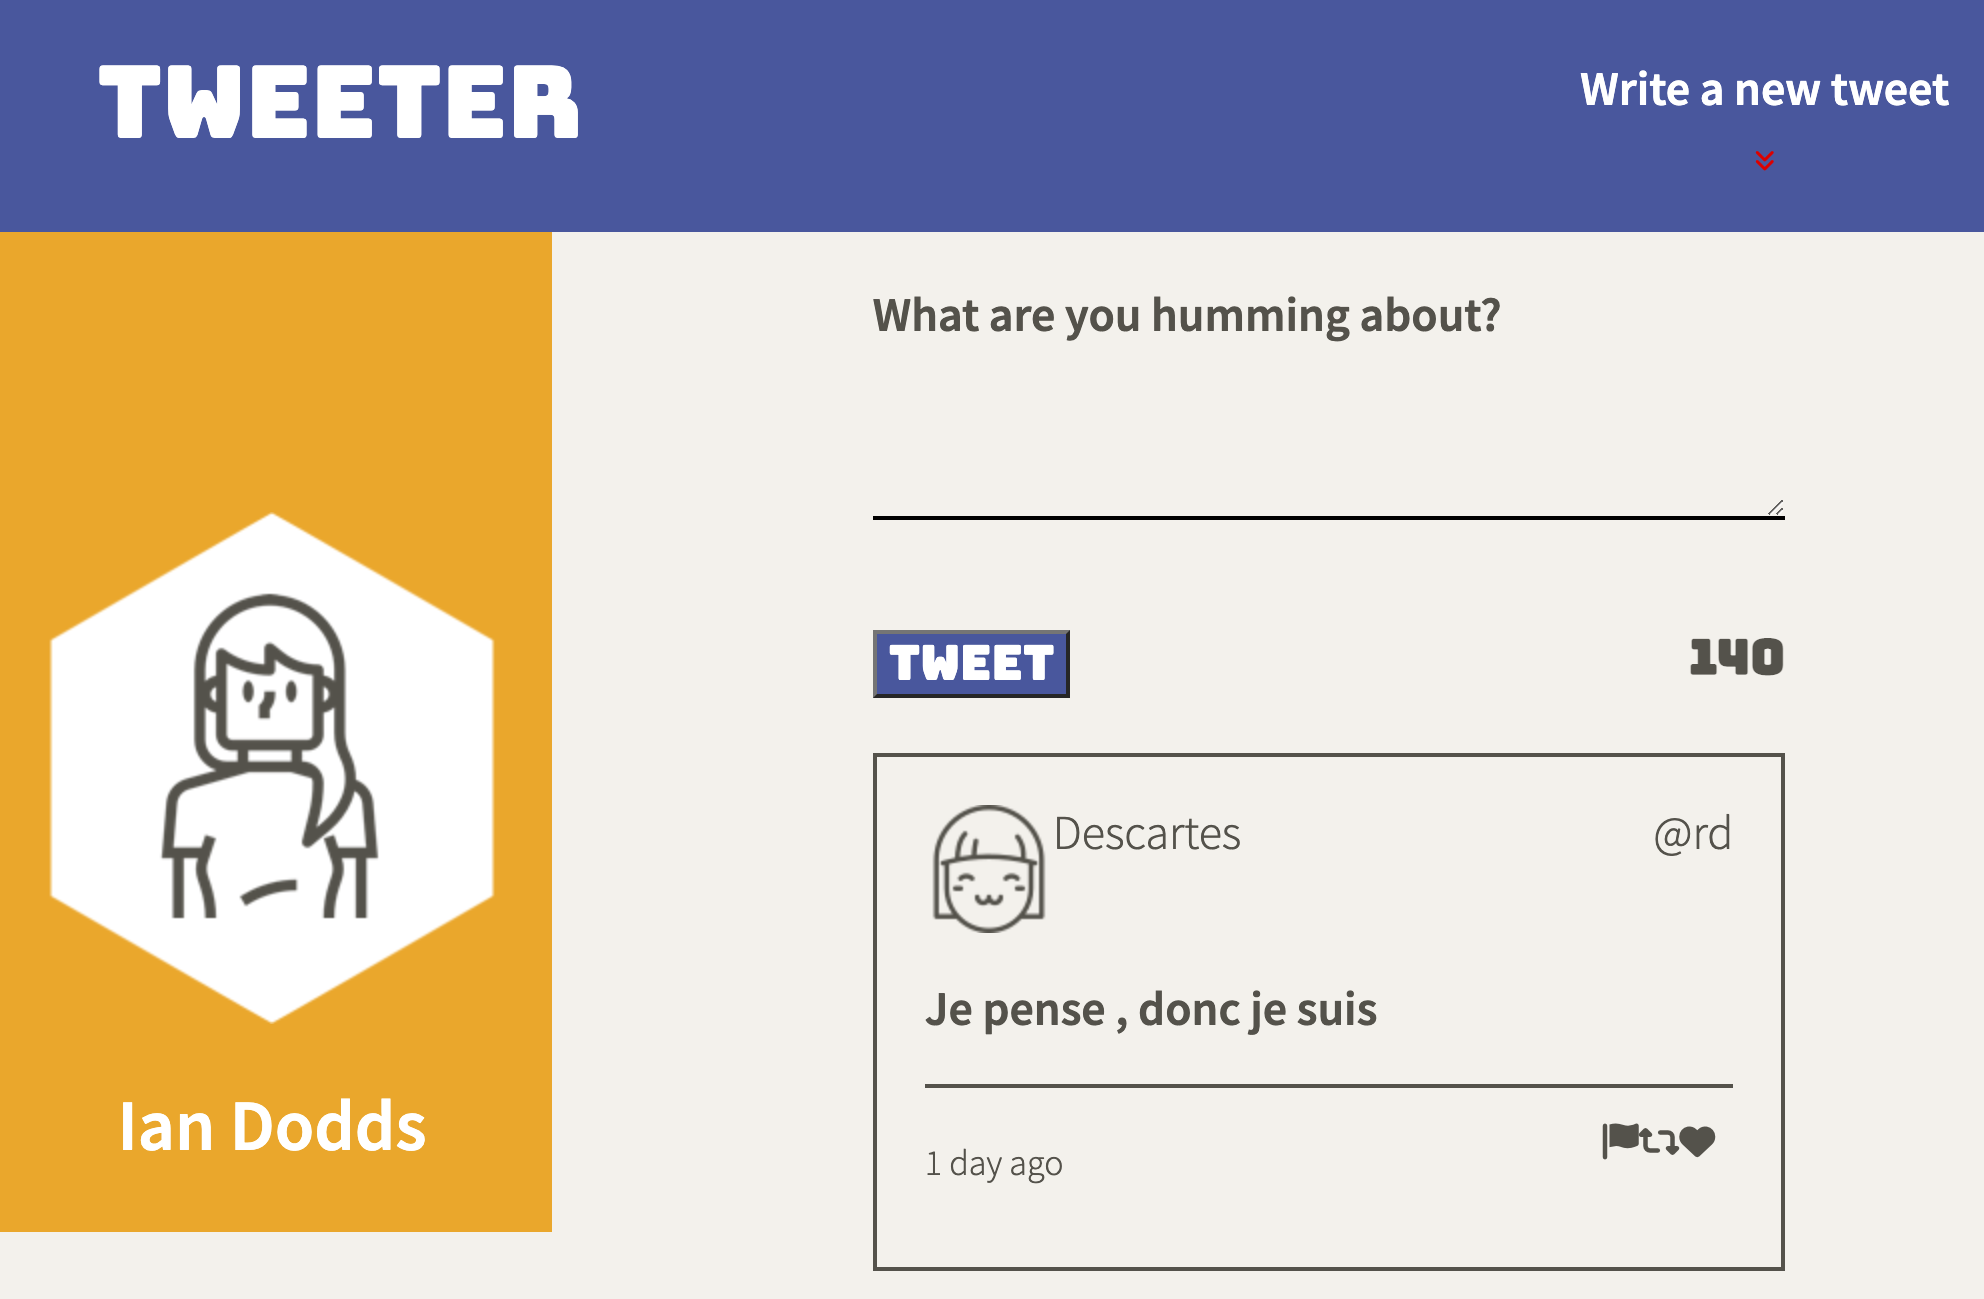 TWEETER
Write a new tweet
What are you humming about?
TWEET
140
Descartes
@rd
Je pense , donc je suis
1 day ago
Ian Dodds